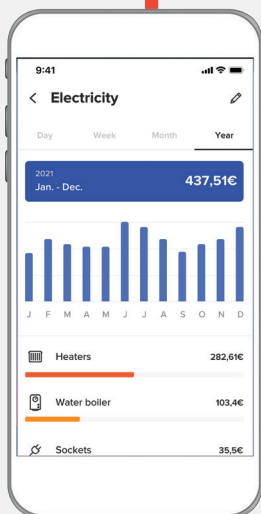 9:41
Electricity
Day Week Month Year
2021
Jan. - Dec. 437,51€
J F M A M J J A S O N D
Heaters 282,61€
Water boiler 103,4€
Sockets 35,5€